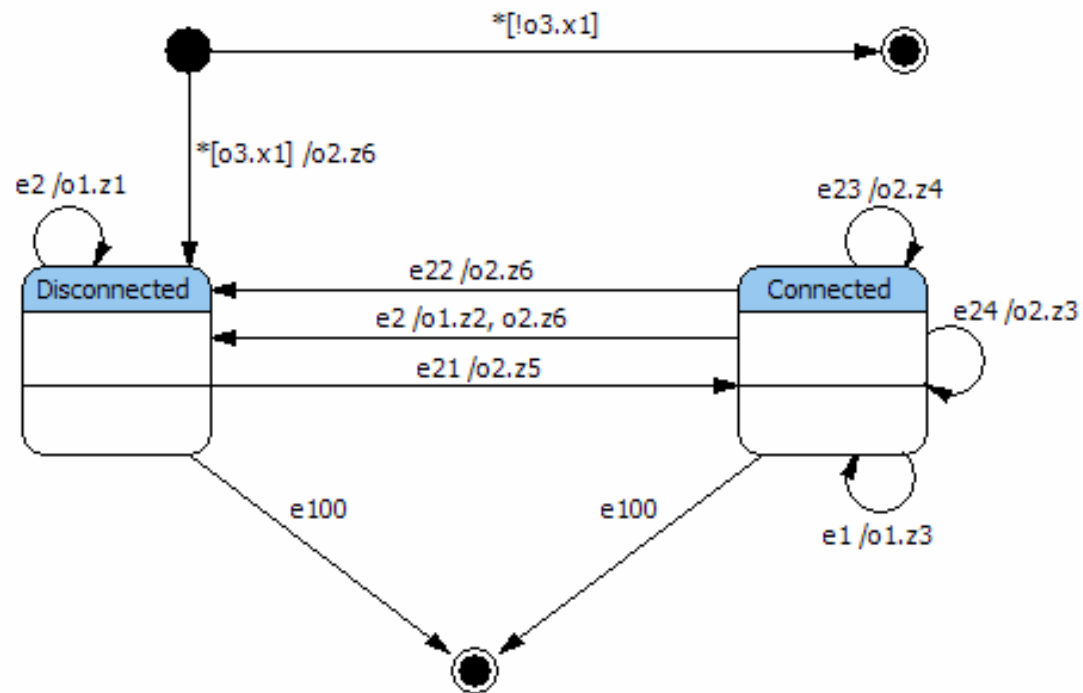 *[!o3.x1]
*[o3.x1] /o2.z6
e2 /o1.z1
e23 /o2.z4
Disconnected
e22 /o2.z6
Connected
e2 /o1.z2, o2.z6
e24 /o2.z3
e21 /o2.z5
e100
e100
e1 /o1.z3